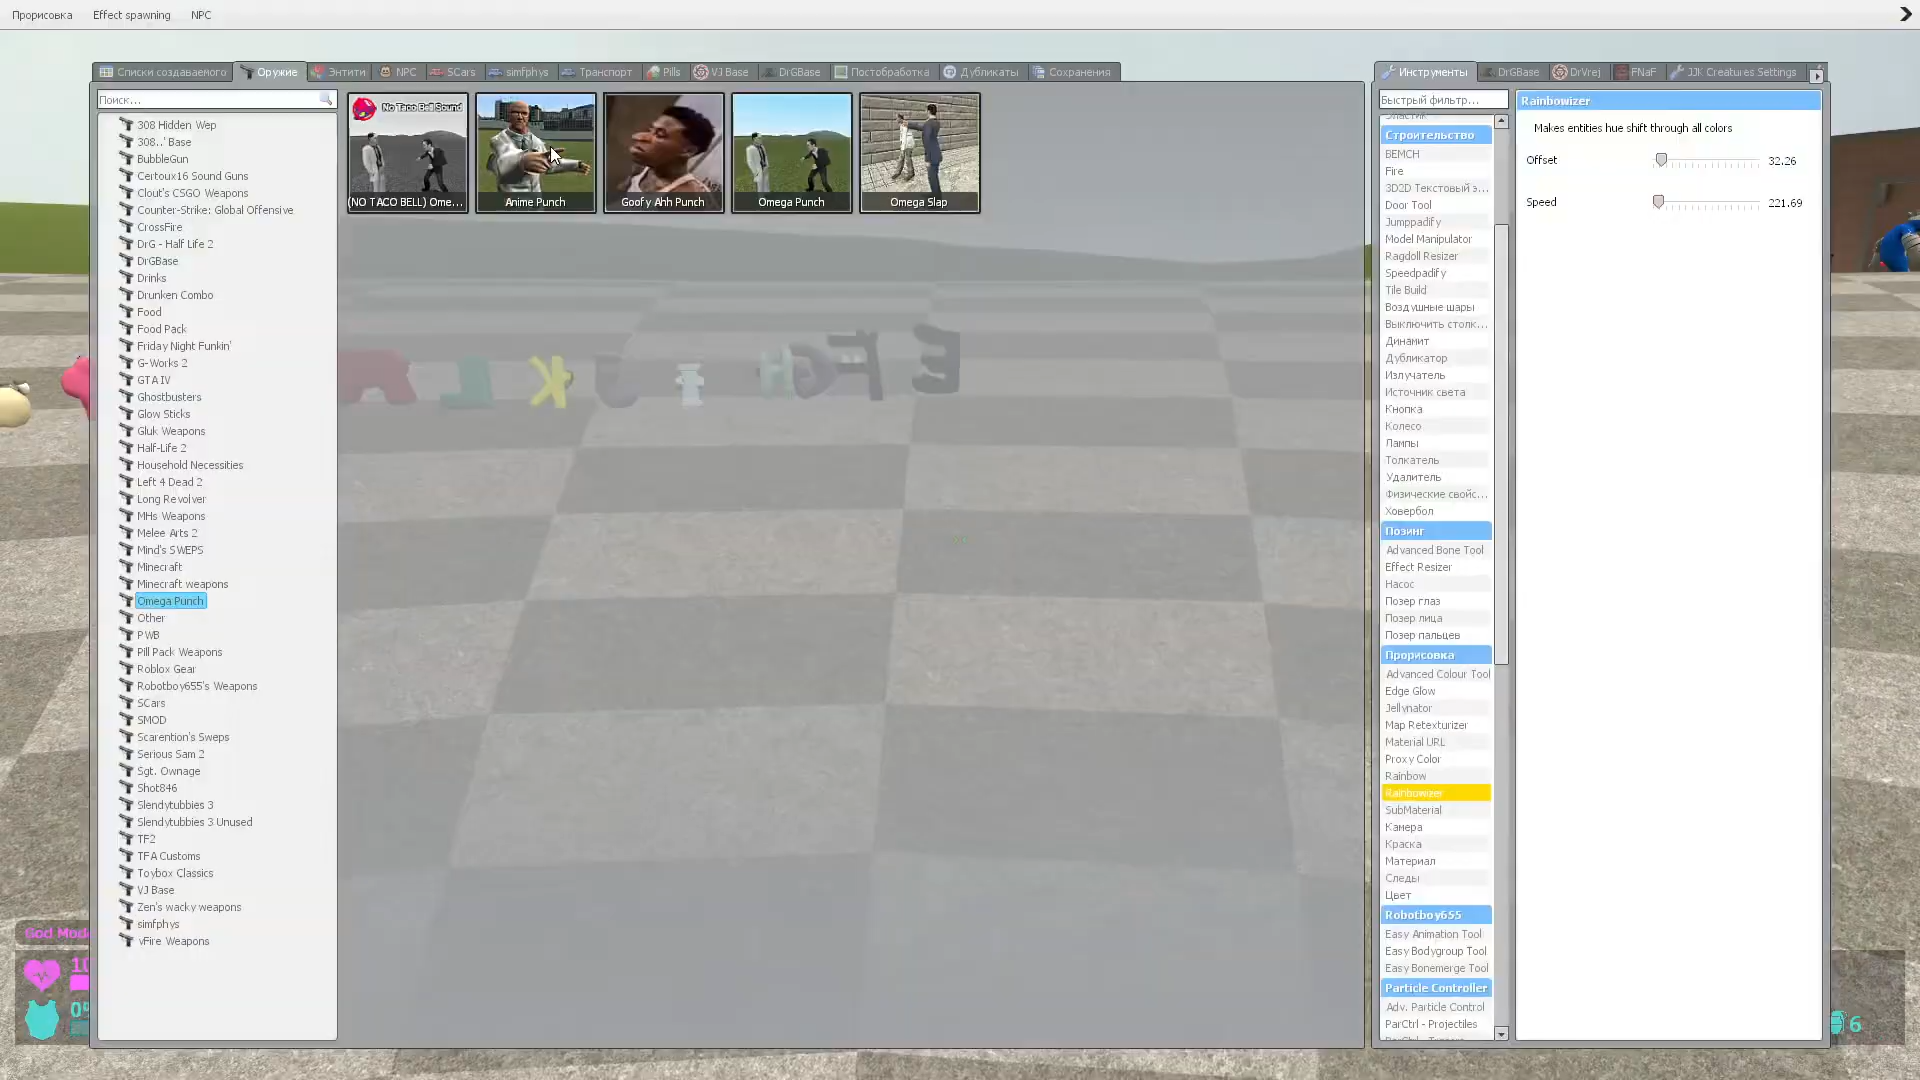 Прорисовка Effect spawning NPC
Списки создаваемого Оружие Энтити NPC SCars simfphys Транспорт Pills VJ Base DrGBase Постобработка Дубликаты Сохранения
Инструменты DrGBase DrVrej FNaF JJK Creatures Settings
Поиск...
308 Hidden Wep
308..' Base
BubbleGun
Certoux16 Sound Guns
Clout's CSGO Weapons
Counter-Strike: Global Offensive
CrossFire
DrG - Half Life 2
DrGBase
Drinks
Drunken Combo
Food
Food Pack
Friday Night Funkin'
G-Works 2
GTA IV
Ghostbusters
Glow Sticks
Gluk Weapons
Half-Life 2
Household Necessities
Left 4 Dead 2
Long Revolver
MHs Weapons
Melee Arts 2
Mind's SWEPS
Minecraft
Minecraft weapons
Omega Punch
Other
PWB
Pill Pack Weapons
Roblox Gear
Robotboy655's Weapons
SCars
SMOD
Scarention's Sweps
Serious Sam 2
Sgt. Ownage
Shot846
Slendytubbies 3
Slendytubbies 3 Unused
TF2
TFA Customs
Toybox Classics
VJ Base
Zen's wacky weapons
simfphys
vFire Weapons
No Taco Bell Sound
(NO TACO BELL) Ome...
Anime Punch
Goofy Ahh Punch
Omega Punch
Omega Slap
Быстрый фильтр...
Эластик
Строительство
BEMCH
Fire
3D2D Текстовый э...
Door Tool
Jumppadify
Model Manipulator
Ragdoll Resizer
Speedpadify
Tile Build
Воздушные шары
Выключить столк...
Динамит
Дубликатор
Излучатель
Источник света
Кнопка
Колесо
Лампы
Толкатель
Удалитель
Физические свойс...
Ховербол
Позинг
Advanced Bone Tool
Effect Resizer
Насос
Позер глаз
Позер лица
Позер пальцев
Прорисовка
Advanced Colour Tool
Edge Glow
Jellynator
Map Retexturizer
Material URL
Proxy Color
Rainbow
Rainbowizer
SubMaterial
Камера
Краска
Материал
Следы
Цвет
Robotboy655
Easy Animation Tool
Easy Bodygroup Tool
Easy Bonemerge Tool
Particle Controller
Adv. Particle Control
ParCtrl - Projectiles
Rainbowizer
Makes entities hue shift through all colors
Offset 32.26
Speed 221.69
God Mod
10
0%
6